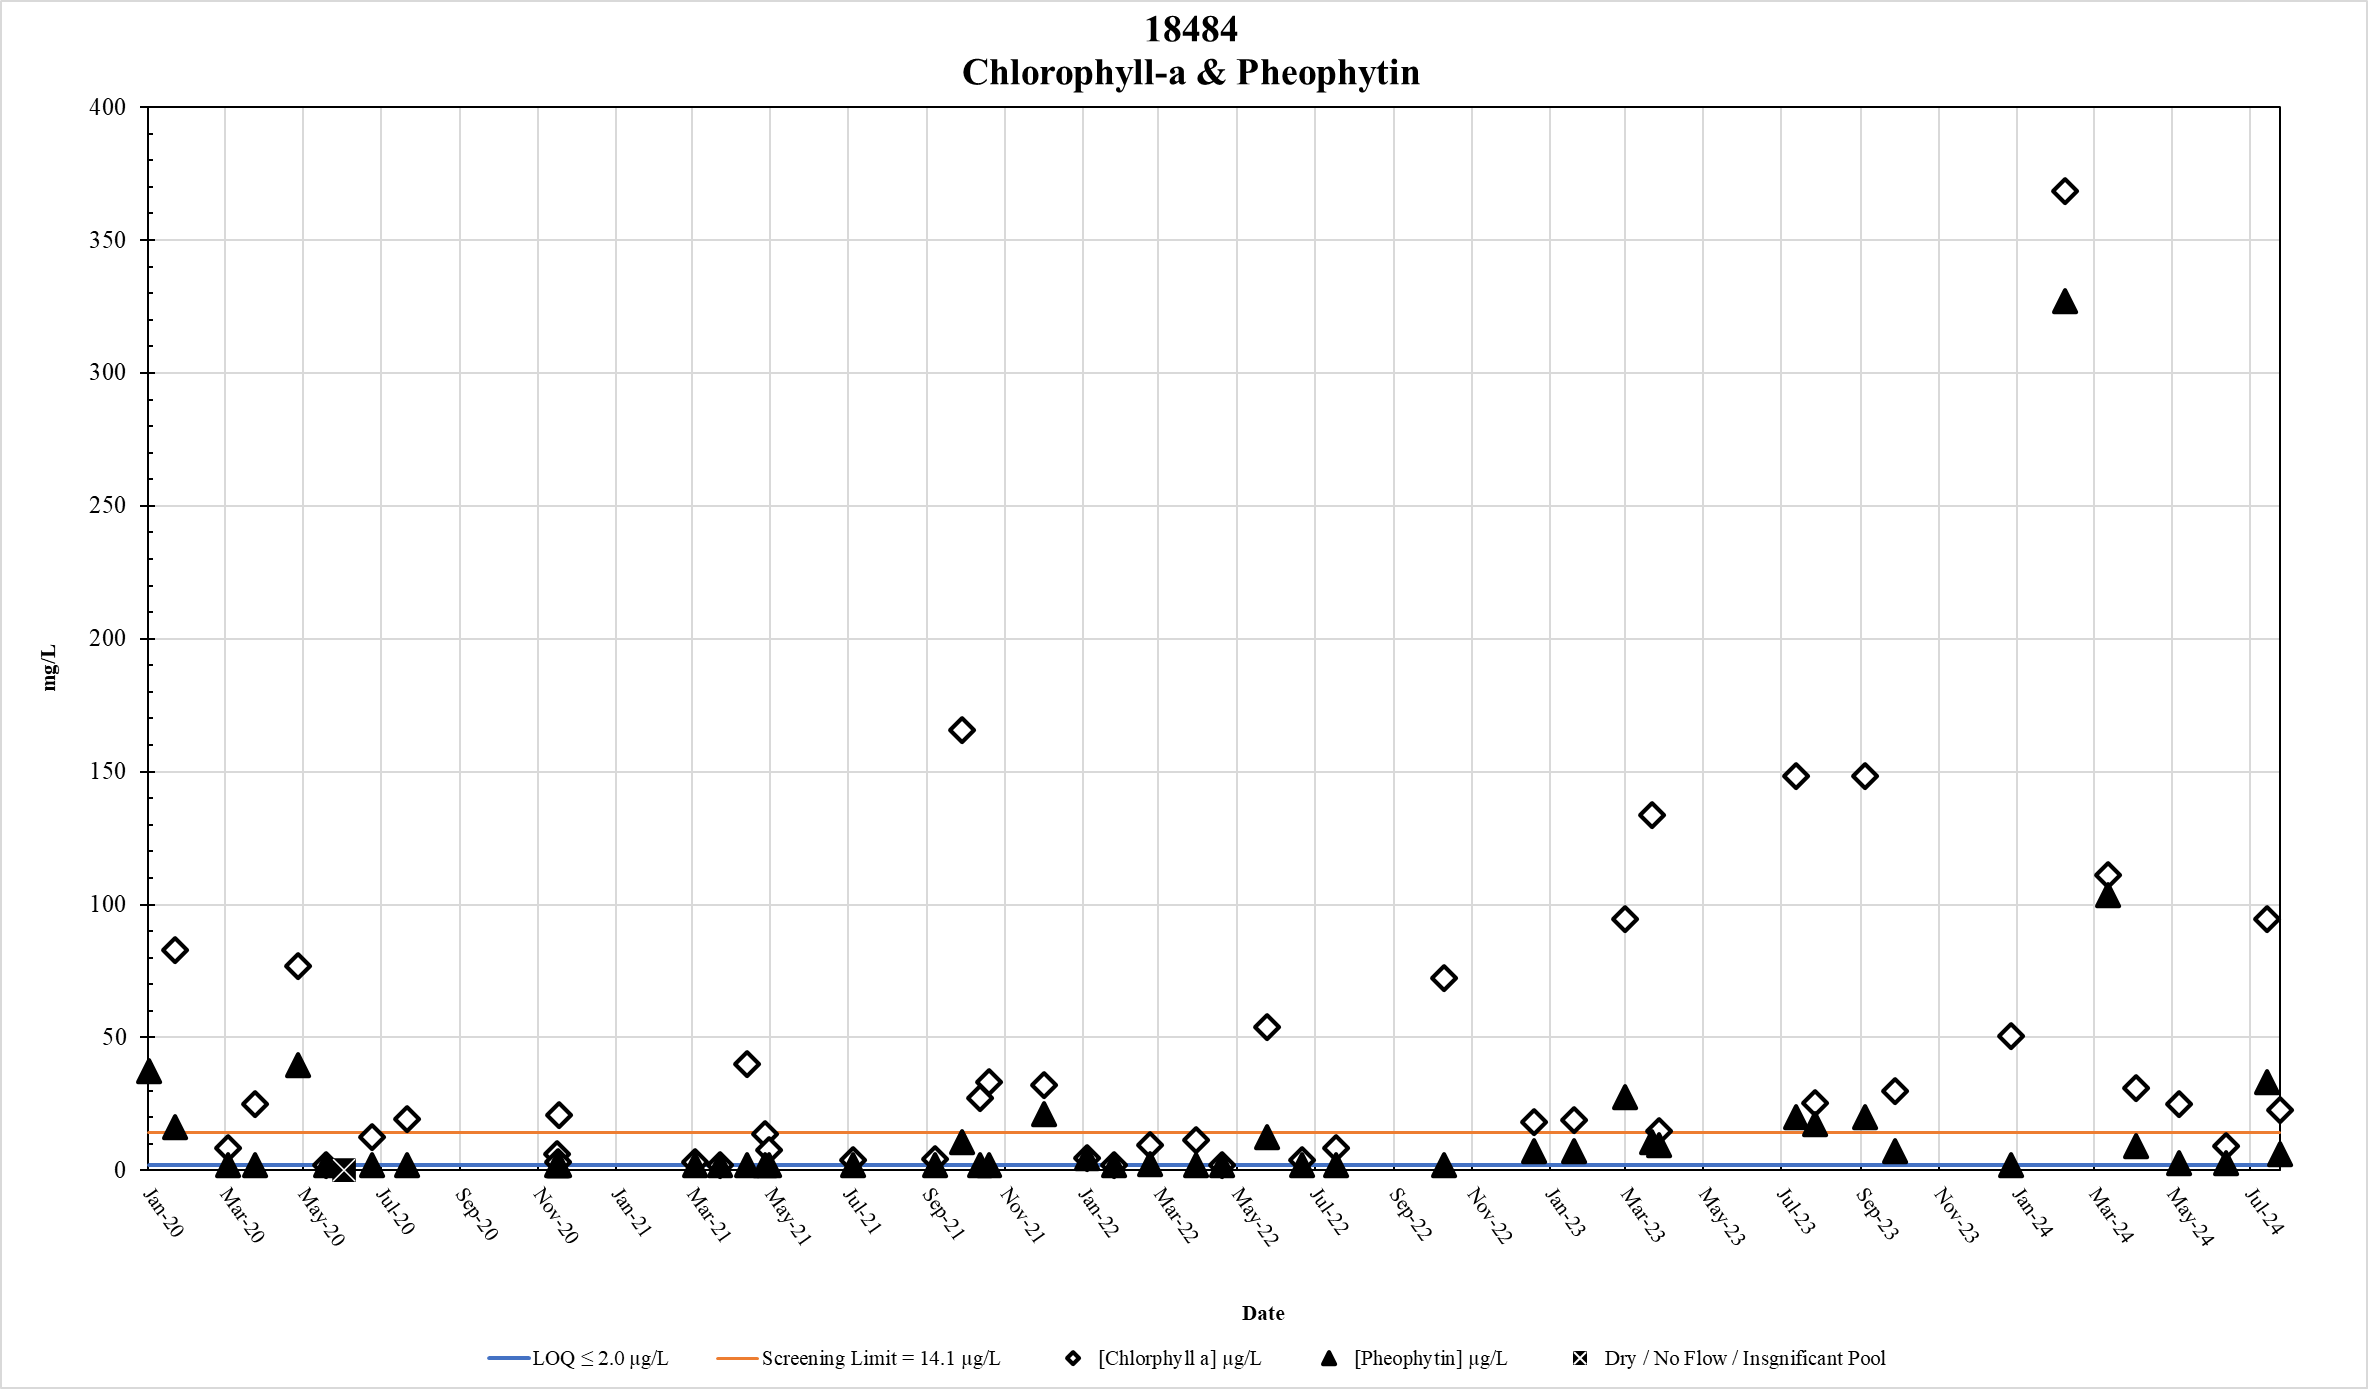 18484
Chlorophyll-a & Pheophytin
400
350
300
250
200
150
100
50
0
mg/L
Jan-20
Mar-20
May-20
Jul-20
Sep-20
Nov-20
Jan-21
Mar-21
May-21
Jul-21
Sep-21
Nov-21
Jan-22
Mar-22
May-22
Jul-22
Sep-22
Nov-22
Jan-23
Mar-23
May-23
Jul-23
Sep-23
Nov-23
Jan-24
Mar-24
May-24
Jul-24
Date
LOQ ≤ 2.0 µg/L
Screening Limit = 14.1 µg/L
[Chlorphyll a] µg/L
[Pheophytin] µg/L
Dry / No Flow / Insgnificant Pool